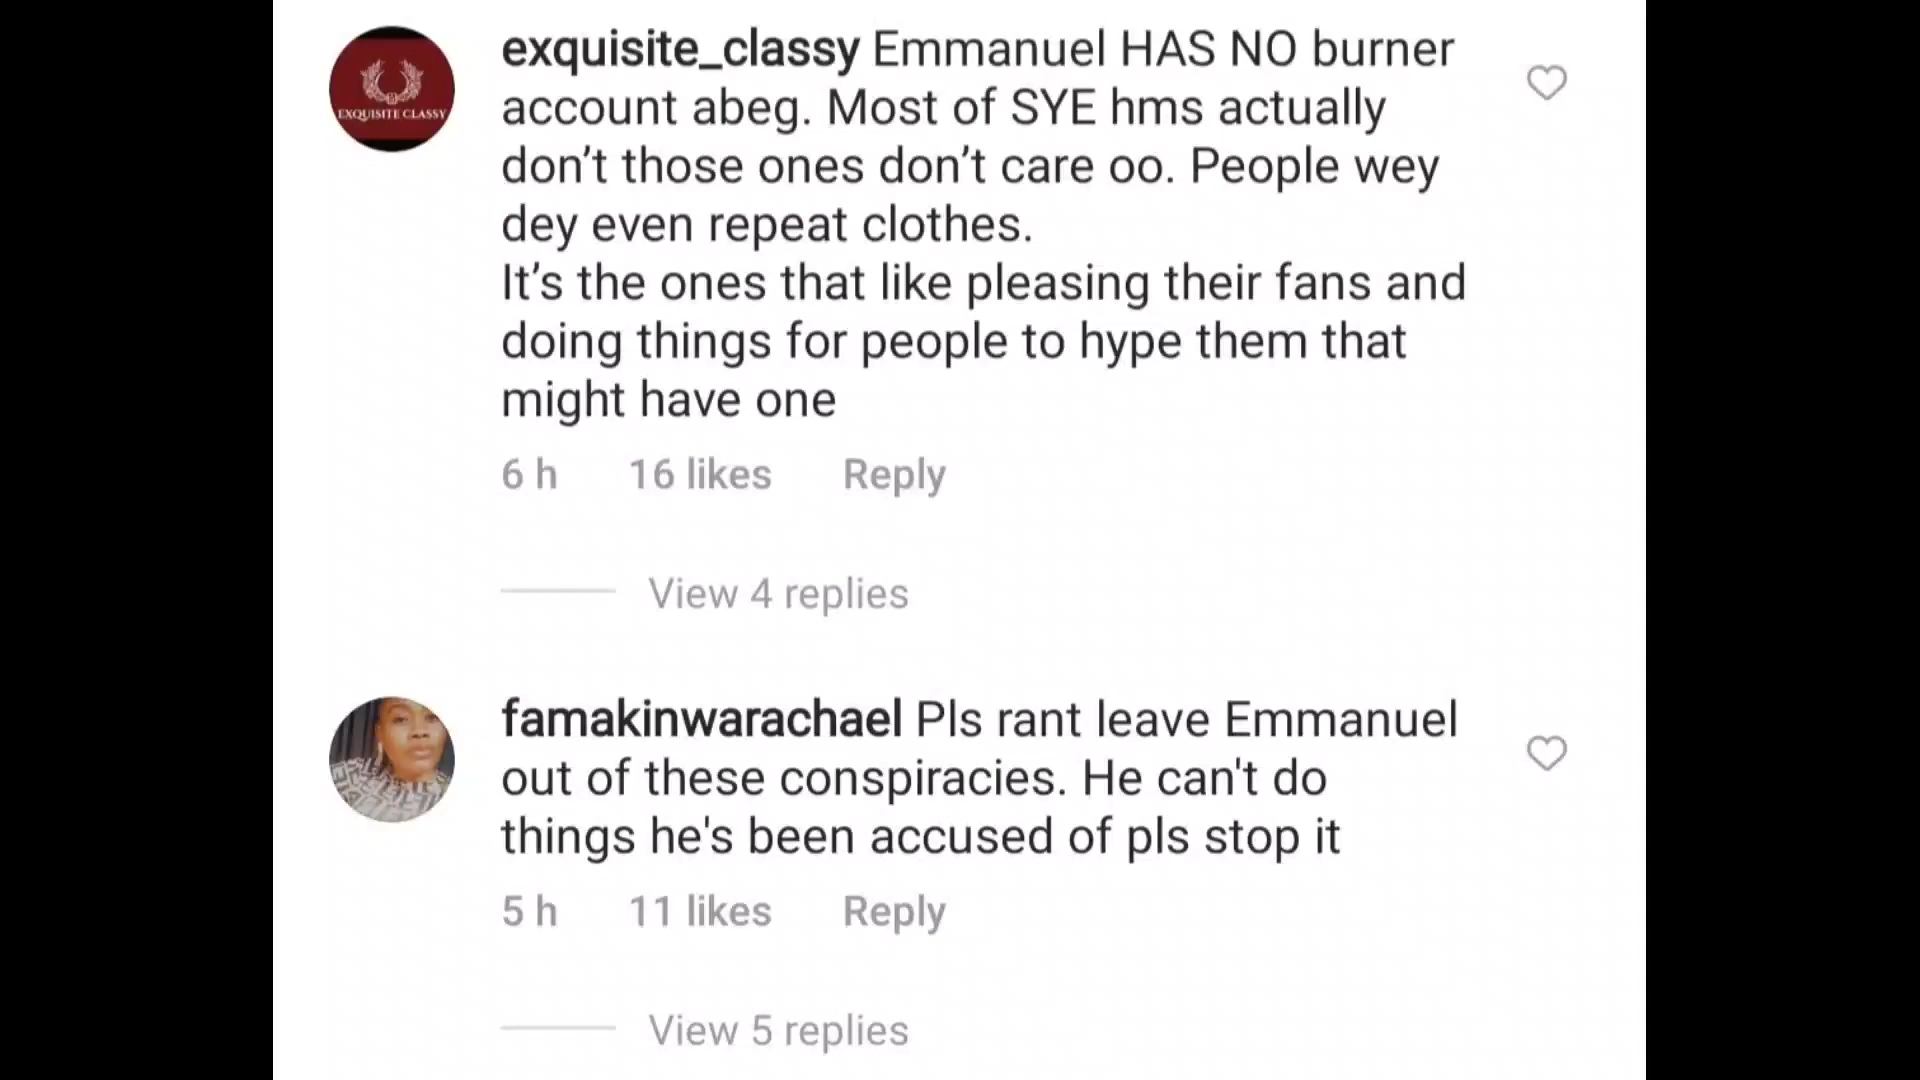 exquisite_classy Emmanuel HAS NO burner
account abeg. Most of SYE hms actually
don’t those ones don’t care oo. People wey
dey even repeat clothes.
It’s the ones that like pleasing their fans and
doing things for people to hype them that
might have one
6 h 16 likes Reply
View 4 replies
EXQUISITE CLASSY
famakinwarachael Pls rant leave Emmanuel
out of these conspiracies. He can't do
things he's been accused of pls stop it
5 h 11 likes Reply
View 5 replies